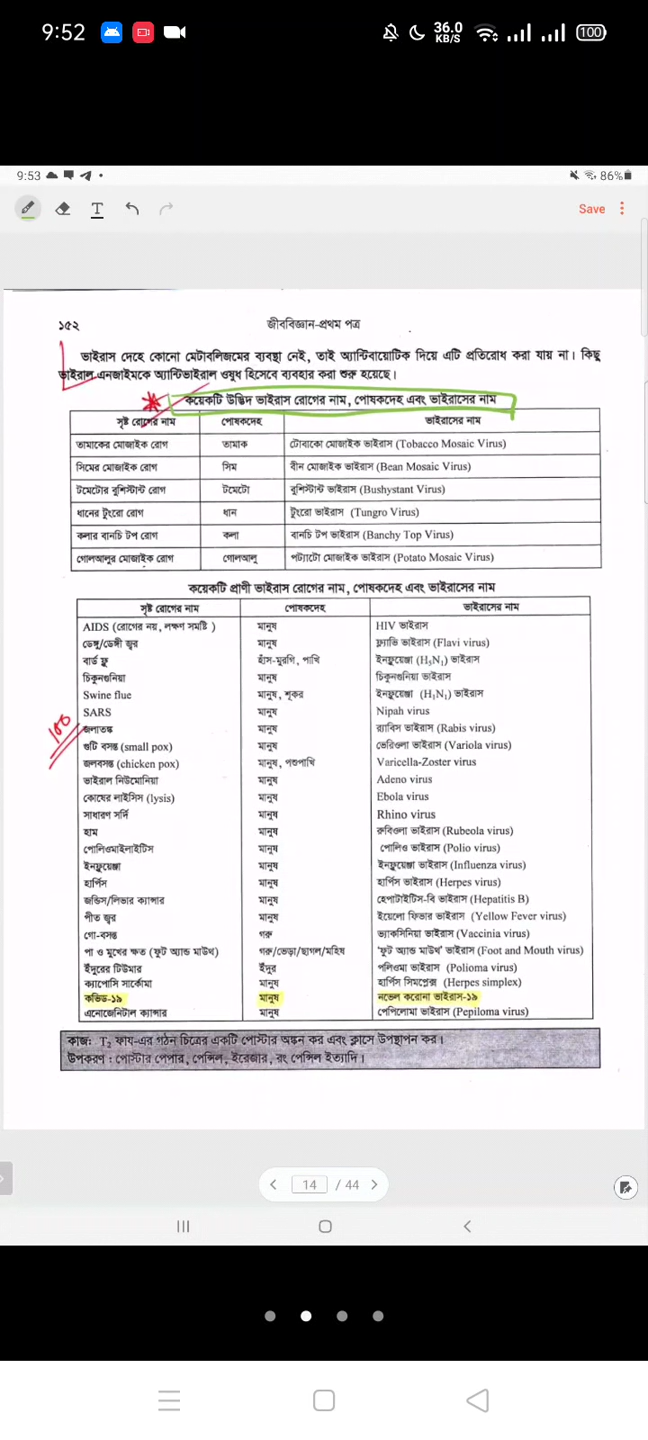 9:52
36.0 KB/S
100
9:53
86%
T
Save
১৫২ জীববিজ্ঞান-প্রথম পত্র
ভাইরাস দেহে কোনো মেটাবলিজমের ব্যবস্থা নেই, তাই অ্যান্টিবায়োটিক দিয়ে এটি প্রতিরোধ করা যায় না। কিছু
ভাইরাল এনজাইমকে অ্যান্টিভাইরাল ওষুধ হিসেবে ব্যবহার করা শুরু হয়েছে।
কয়েকটি উদ্ভিদ ভাইরাস রোগের নাম, পোষকদেহ এবং ভাইরাসের নাম
সৃষ্ট রোগের নাম পোষকদেহ ভাইরাসের নাম
তামাকের মোজাইক রোগ তামাক টোবাকো মোজাইক ভাইরাস (Tobacco Mosaic Virus)
সিমের মোজাইক রোগ সিম বীন মোজাইক ভাইরাস (Bean Mosaic Virus)
টমেটোর বুশিস্টান্ট রোগ টমেটো বুশিস্টান্ট ভাইরাস (Bushystant Virus)
ধানের টুংরো রোগ ধান টুংরো ভাইরাস (Tungro Virus)
কলার বানচি টপ রোগ কলা বানচি টপ ভাইরাস (Banchy Top Virus)
গোলআলুর মোজাইক রোগ গোলআলু পট্যাটো মোজাইক ভাইরাস (Potato Mosaic Virus)
কয়েকটি প্রাণী ভাইরাস রোগের নাম, পোষকদেহ এবং ভাইরাসের নাম
সৃষ্ট রোগের নাম পোষকদেহ ভাইরাসের নাম
AIDS (রোগের নয়, লক্ষণ সমষ্টি ) মানুষ HIV ভাইরাস
ডেঙ্গু/ডেঙ্গী জ্বর মানুষ ফ্ল্যাভি ভাইরাস (Flavi virus)
বার্ড ফ্লু হাঁস-মুরগি, পাখি ইনফ্লুয়েঞ্জা (H₅N₁) ভাইরাস
চিকুনগুনিয়া মানুষ চিকুনগুনিয়া ভাইরাস
Swine flue মানুষ, শূকর ইনফ্লুয়েঞ্জা (H₁N₁) ভাইরাস
SARS মানুষ Nipah virus
জলাতঙ্ক মানুষ র‍্যাবিস ভাইরাস (Rabis virus)
গুটি বসন্ত (small pox) মানুষ ভেরিওলা ভাইরাস (Variola virus)
জলবসন্ত (chicken pox) মানুষ, পশুপাখি Varicella-Zoster virus
ভাইরাল নিউমোনিয়া মানুষ Adeno virus
কোষের লাইসিস (lysis) মানুষ Ebola virus
সাধারণ সর্দি মানুষ Rhino virus
হাম মানুষ রুবিওলা ভাইরাস (Rubeola virus)
পোলিওমাইলাইটিস মানুষ পোলিও ভাইরাস (Polio virus)
ইনফ্লুয়েঞ্জা মানুষ ইনফ্লুয়েঞ্জা ভাইরাস (Influenza virus)
হার্পিস মানুষ হার্পিস ভাইরাস (Herpes virus)
জন্ডিস/লিভার ক্যান্সার মানুষ হেপাটাইটিস-বি ভাইরাস (Hepatitis B)
পীত জ্বর মানুষ ইয়েলো ফিভার ভাইরাস (Yellow Fever virus)
গো-বসন্ত গরু ভ্যাকসিনিয়া ভাইরাস (Vaccinia virus)
পা ও মুখের ক্ষত (ফুট অ্যান্ড মাউথ) গরু/ভেড়া/ছাগল/মহিষ 'ফুট অ্যান্ড মাউথ' ভাইরাস (Foot and Mouth virus)
ইঁদুরের টিউমার ইঁদুর পলিওমা ভাইরাস (Polioma virus)
ক্যাপোসি সার্কোমা মানুষ হার্পিস সিমপ্লেক্স (Herpes simplex)
কভিড-১৯ মানুষ নভেল করোনা ভাইরাস-১৯
এনোজেনিটাল ক্যান্সার মানুষ পেপিলোমা ভাইরাস (Pepiloma virus)
কাজ: T₂ ফায-এর গঠন চিত্রের একটি পোস্টার অঙ্কন কর এবং ক্লাসে উপস্থাপন কর।
উপকরণ : পোস্টার পেপার, পেন্সিল, ইরেজার, রং পেন্সিল ইত্যাদি।
14 / 44